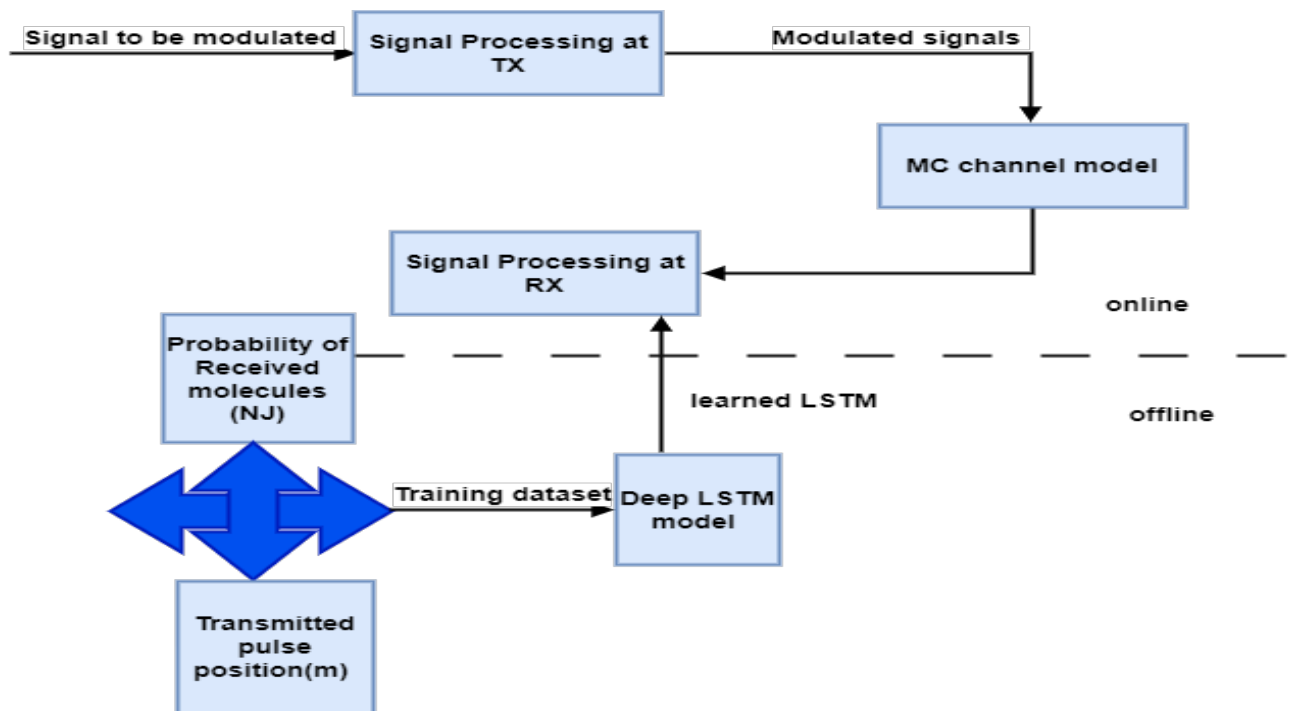 Signal to be modulated
Signal Processing at
TX
Modulated signals
MC channel model
Signal Processing at
RX
online
Probability of
Received
molecules
(NJ)
learned LSTM
offline
Training dataset
Deep LSTM
model
Transmitted
pulse
position(m)